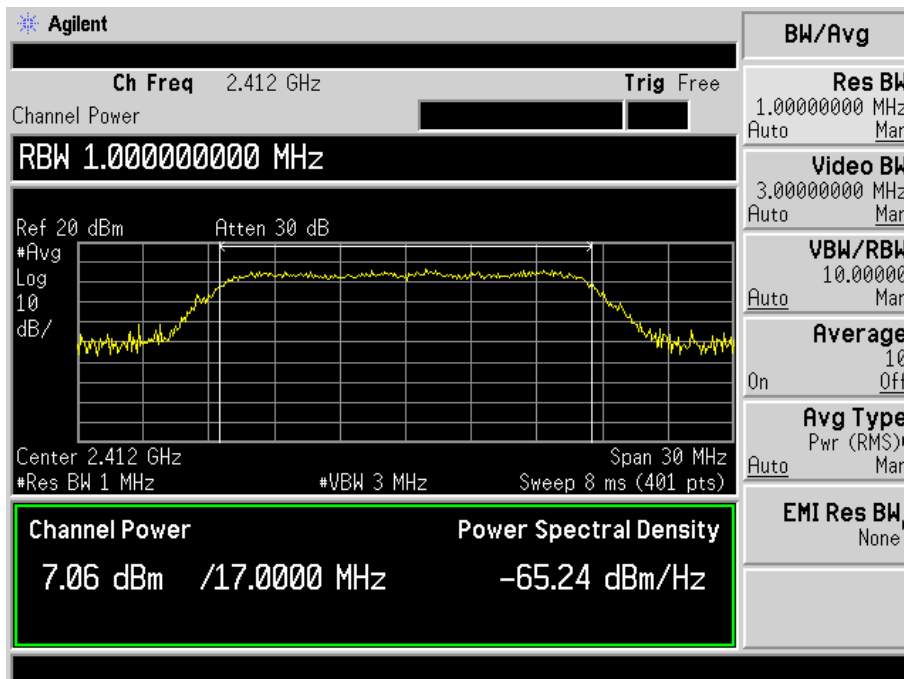 Agilent
Ch Freq 2.412 GHz Trig Free
Channel Power
RBW 1.000000000 MHz
Ref 20 dBm Atten 30 dB
#Avg
Log
10
dB/
Center 2.412 GHz Span 30 MHz
#Res BW 1 MHz #VBW 3 MHz Sweep 8 ms (401 pts)
Channel Power Power Spectral Density
7.06 dBm /17.0000 MHz -65.24 dBm/Hz
BW/Avg
Res BW
1.00000000 MHz
Auto Man
Video BW
3.00000000 MHz
Auto Man
VBW/RBW
10.00000
Auto Man
Average
10
On Off
Avg Type
Pwr (RMS)
Auto Man
EMI Res BW
None